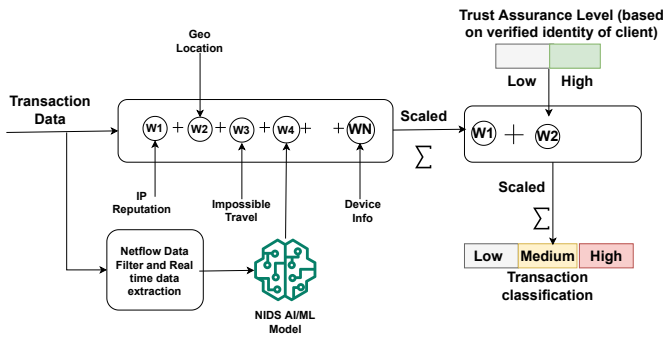 Geo
Location
Trust Assurance Level (based
on verified identity of client)
Low
High
Transaction
Data
W1
+
W2
+
W3
+
W4
+
+
WN
Scaled
∑
W1
+
W2
IP
Reputation
Impossible
Travel
Device
Info
Scaled
∑
Netflow Data
Filter and Real
time data
extraction
NIDS AI/ML
Model
Low
Medium
High
Transaction
classification